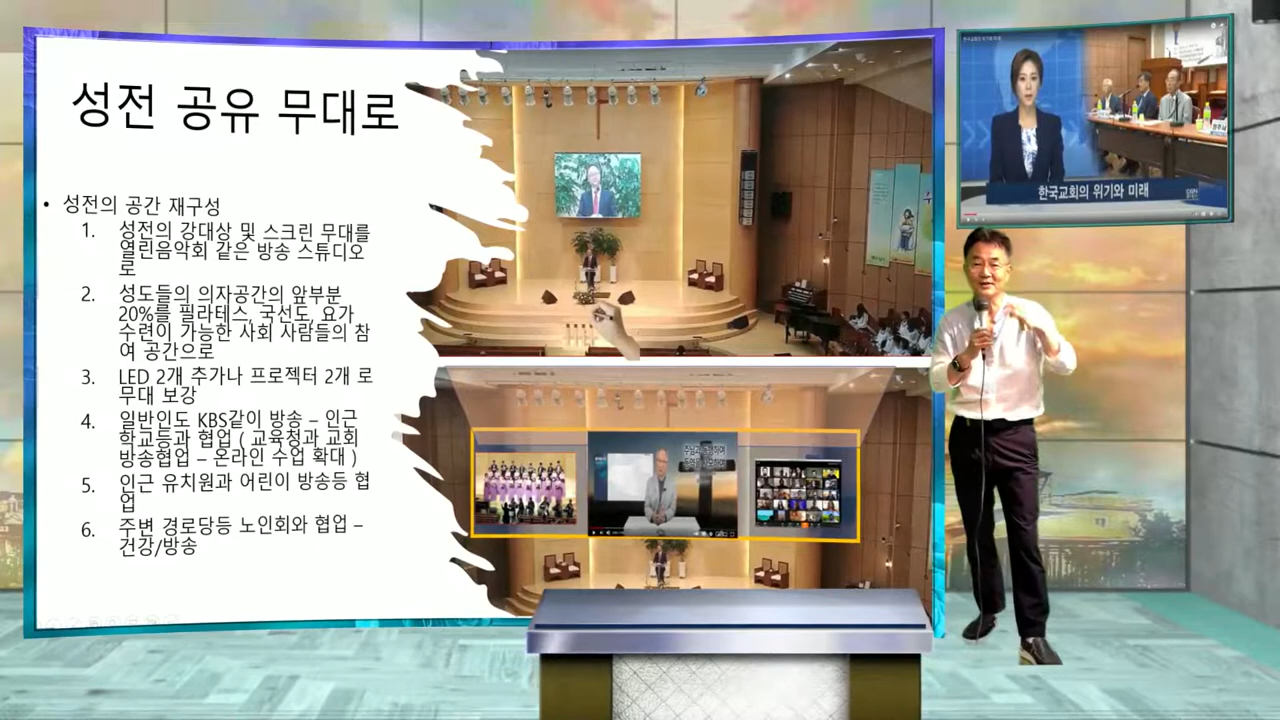 성전 공유 무대로
• 성전의 공간 재구성
1. 성전의 강대상 및 스크린 무대를
열린음악회 같은 방송 스튜디오
로
2. 성도들의 의자공간의 앞부분
20%를 필라테스, 국선도, 요가
수련이 가능한 사회 사람들의 참
여 공간으로
3. LED 2개 추가나 프로젝터 2개 로
무대 보강
4. 일반인도 KBS같이 방송 – 인근
학교등과 협업 ( 교육청과 교회
방송협업 – 온라인 수업 확대 )
5. 인근 유치원과 어린이 방송등 협
업
6. 주변 경로당등 노인회와 협업 –
건강/방송
한국교회의 위기와 미래